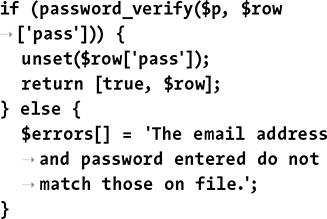 if (password_verify($p, $row
→['pass'])) {
unset($row['pass']);
return [true, $row];
} else {
$errors[] = 'The email address
→and password entered do not
→match those on file.';
}